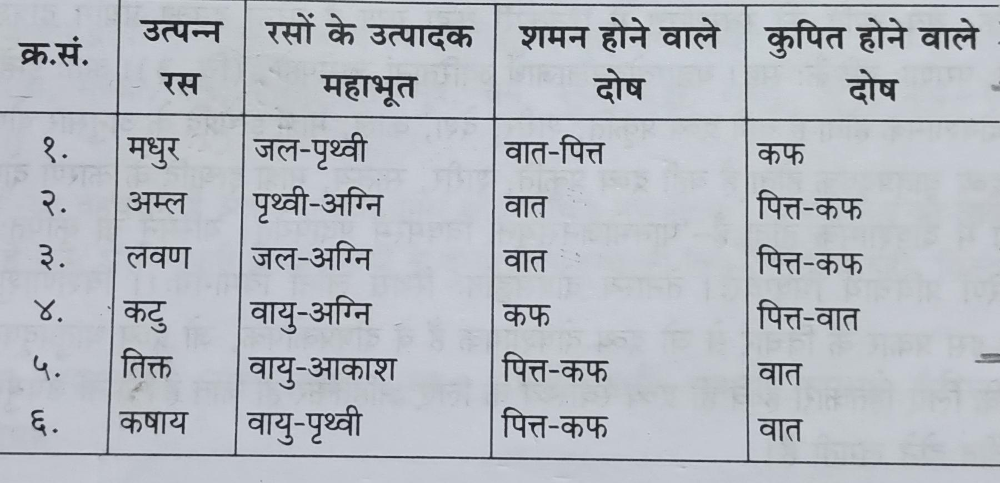 क्र.सं. उत्पन्न रस रसों के उत्पादक महाभूत शमन होने वाले दोष कुपित होने वाले दोष
१. मधुर जल-पृथ्वी वात-पित्त कफ
२. अम्ल पृथ्वी-अग्नि वात पित्त-कफ
३. लवण जल-अग्नि वात पित्त-कफ
४. कटु वायु-अग्नि कफ पित्त-वात
५. तिक्त वायु-आकाश पित्त-कफ वात
६. कषाय वायु-पृथ्वी पित्त-कफ वात